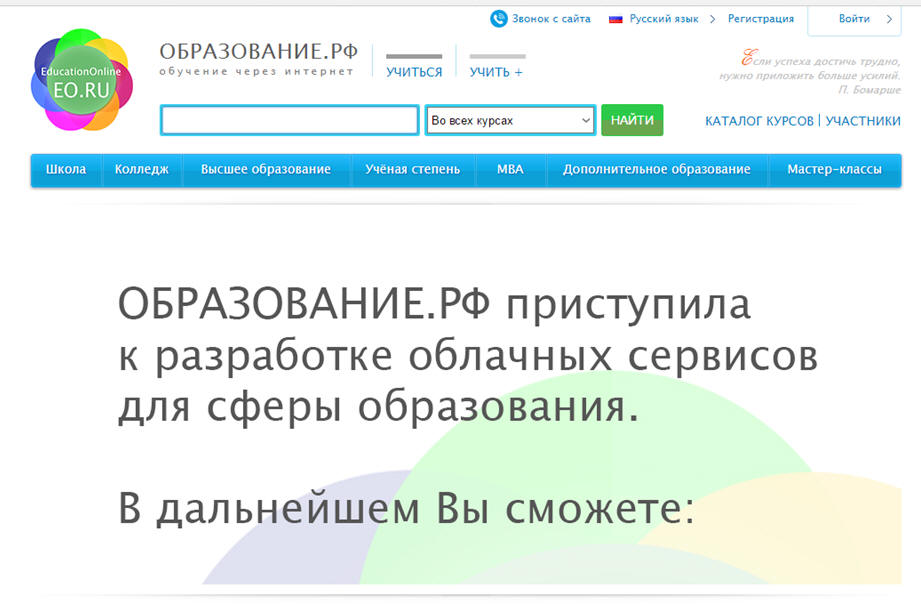 Звонок с сайта
Русский язык
Регистрация
Войти
EducationOnline
EO.RU
ОБРАЗОВАНИЕ.РФ
обучение через интернет
УЧИТЬСЯ
УЧИТЬ +
Если успеха достичь трудно,
нужно приложить больше усилий.
П. Бомарше
Во всех курсах
НАЙТИ
КАТАЛОГ КУРСОВ | УЧАСТНИКИ
Школа
Колледж
Высшее образование
Учёная степень
МВА
Дополнительное образование
Мастер-классы
ОБРАЗОВАНИЕ.РФ приступила
к разработке облачных сервисов
для сферы образования.
В дальнейшем Вы сможете: